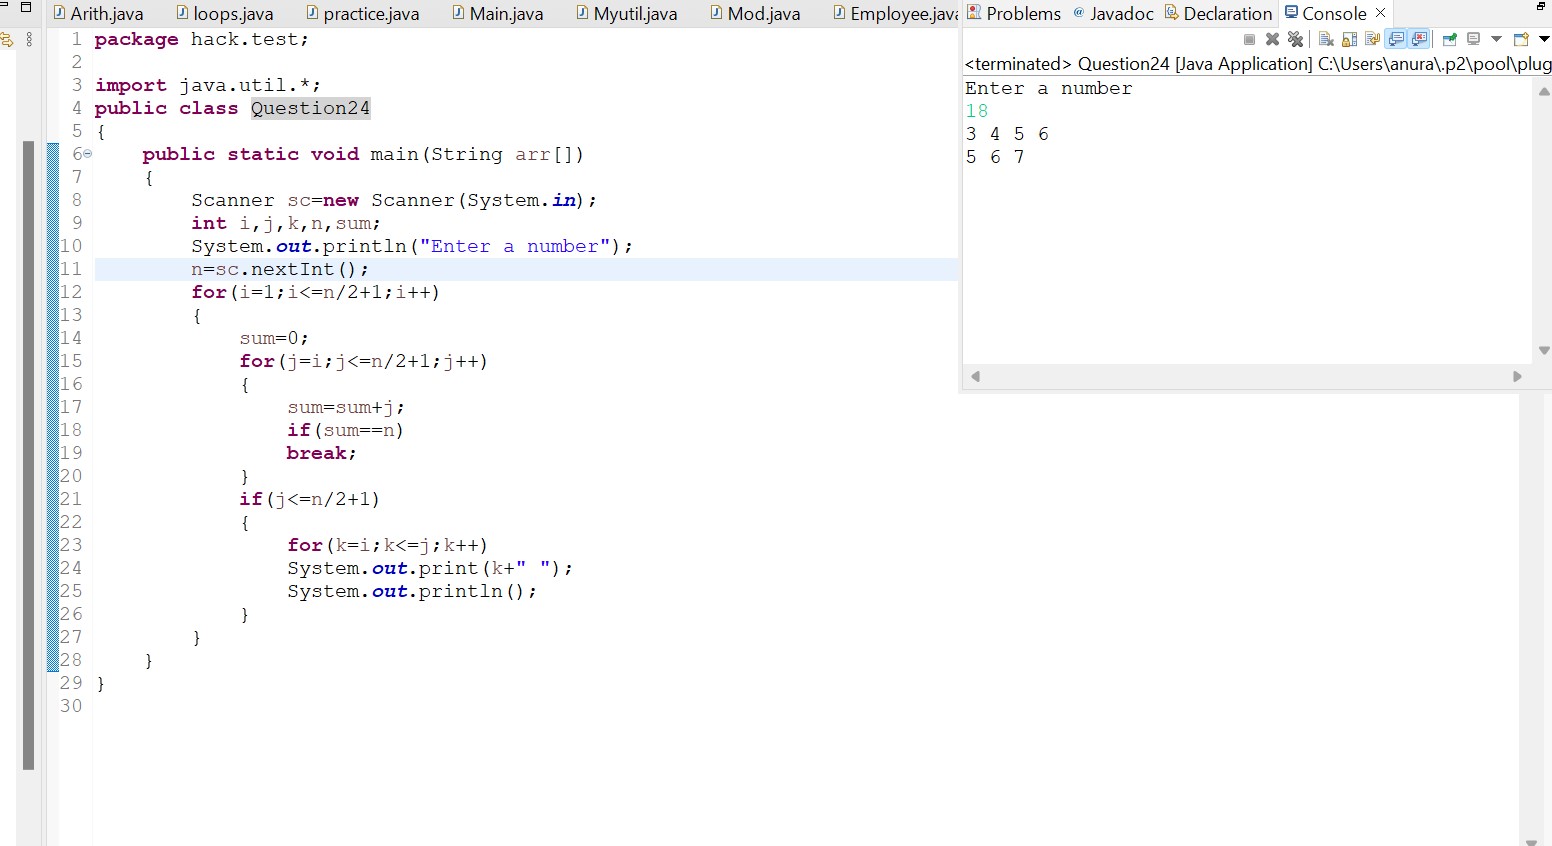 Arith.java loops.java practice.java Main.java Myutil.java Mod.java Employee.java
1 package hack.test;
2
3 import java.util.*;
4 public class Question24
5 {
6 public static void main(String arr[])
7 {
8 Scanner sc=new Scanner(System.in);
9 int i,j,k,n,sum;
10 System.out.println("Enter a number");
11 n=sc.nextInt();
12 for(i=1;i<=n/2+1;i++)
13 {
14 sum=0;
15 for(j=i;j<=n/2+1;j++)
16 {
17 sum=sum+j;
18 if(sum==n)
19 break;
20 }
21 if(j<=n/2+1)
22 {
23 for(k=i;k<=j;k++)
24 System.out.print(k+" ");
25 System.out.println();
26 }
27 }
28 }
29 }
30
Problems @ Javadoc Declaration Console
<terminated> Question24 [Java Application] C:\Users\anura\.p2\pool\plug
Enter a number
18
3 4 5 6
5 6 7